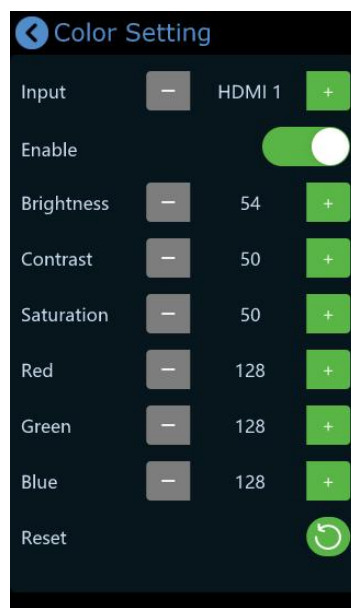 Color Setting
Input − HDMI 1 +
Enable
Brightness − 54 +
Contrast − 50 +
Saturation − 50 +
Red − 128 +
Green − 128 +
Blue − 128 +
Reset